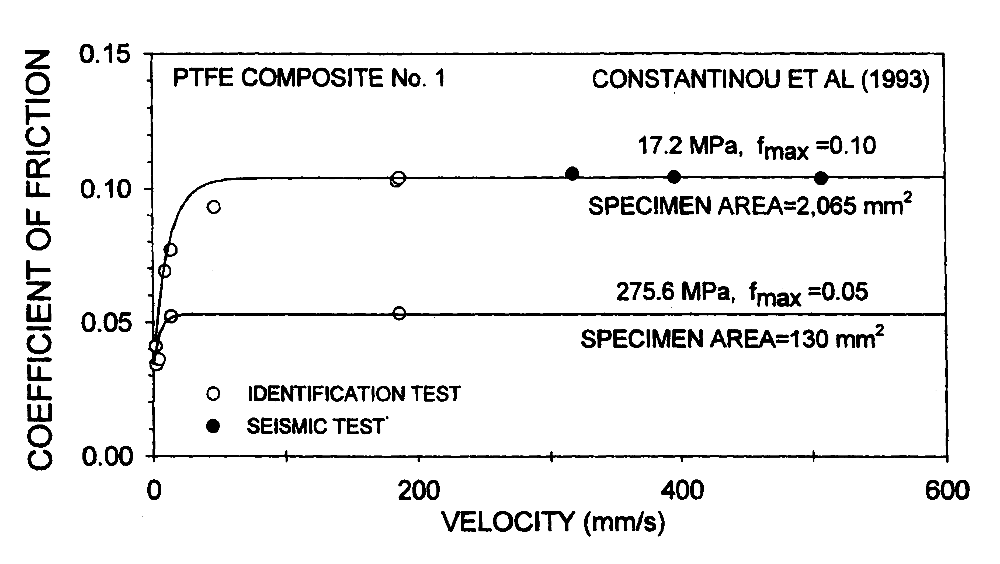 COEFFICIENT OF FRICTION
0.15
0.10
0.05
0.00
PTFE COMPOSITE No. 1
CONSTANTINOU ET AL (1993)
17.2 MPa, fmax =0.10
SPECIMEN AREA=2,065 mm²
275.6 MPa, fmax =0.05
SPECIMEN AREA=130 mm²
IDENTIFICATION TEST
SEISMIC TEST
0 200 400 600
VELOCITY (mm/s)